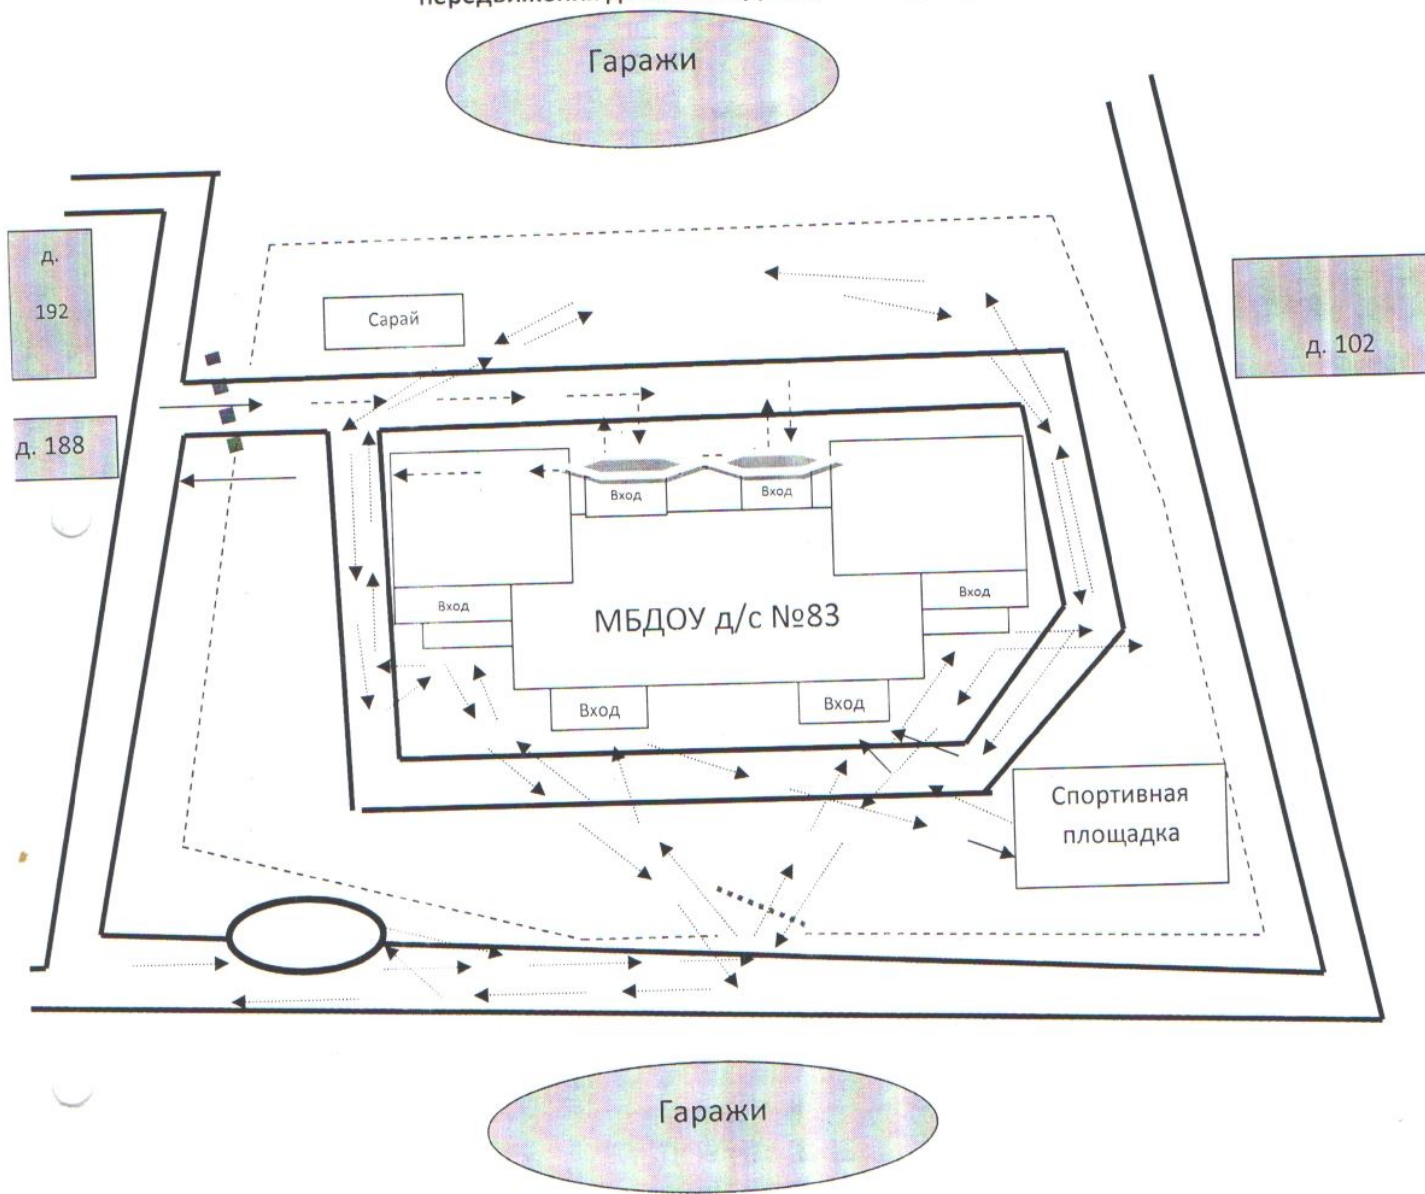 Гаражи
д.
192
Сарай
д. 102
д. 188
Вход
Вход
Вход
Вход
МБДОУ д/с №83
Вход
Вход
Спортивная
площадка
Гаражи